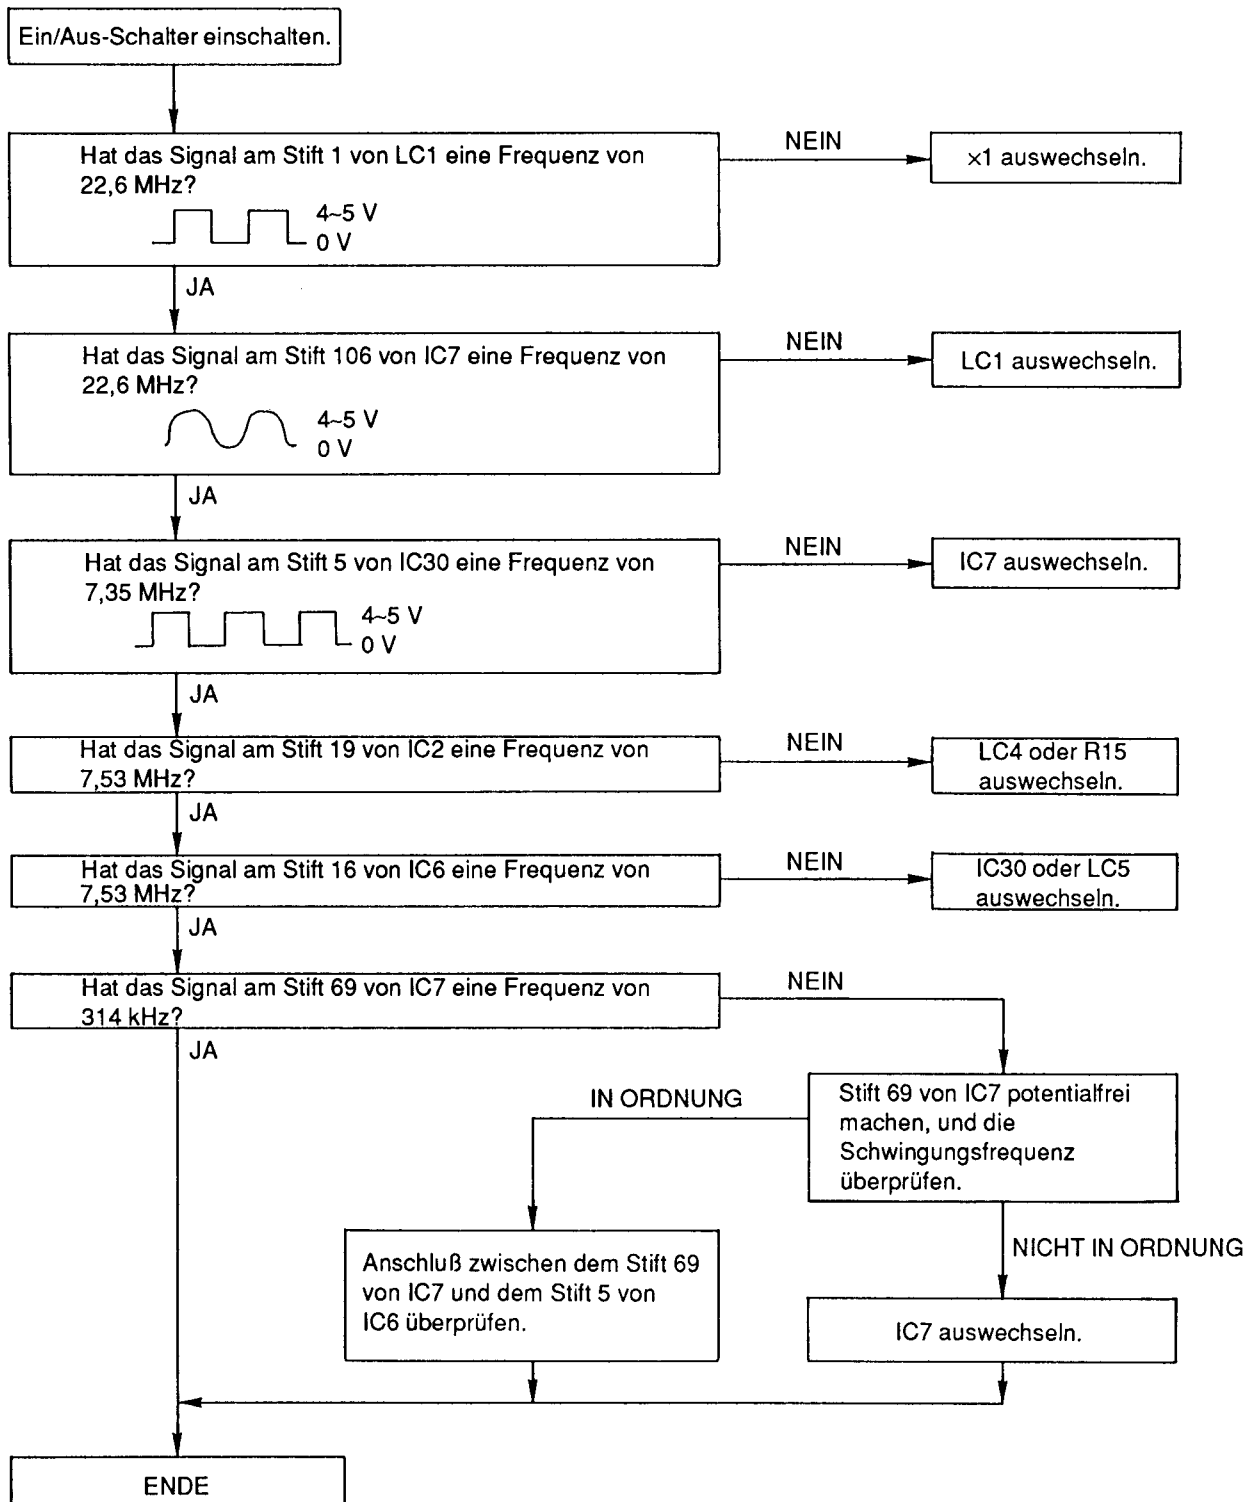 Ein/Aus-Schalter einschalten.
Hat das Signal am Stift 1 von LC1 eine Frequenz von
22,6 MHz?
4~5 V
0 V
NEIN
×1 auswechseln.
JA
Hat das Signal am Stift 106 von IC7 eine Frequenz von
22,6 MHz?
4~5 V
0 V
NEIN
LC1 auswechseln.
JA
Hat das Signal am Stift 5 von IC30 eine Frequenz von
7,35 MHz?
4~5 V
0 V
NEIN
IC7 auswechseln.
JA
Hat das Signal am Stift 19 von IC2 eine Frequenz von
7,53 MHz?
NEIN
LC4 oder R15
auswechseln.
JA
Hat das Signal am Stift 16 von IC6 eine Frequenz von
7,53 MHz?
NEIN
IC30 oder LC5
auswechseln.
JA
Hat das Signal am Stift 69 von IC7 eine Frequenz von
314 kHz?
NEIN
JA
Stift 69 von IC7 potentialfrei
machen, und die
Schwingungsfrequenz
überprüfen.
IN ORDNUNG
Anschluß zwischen dem Stift 69
von IC7 und dem Stift 5 von
IC6 überprüfen.
NICHT IN ORDNUNG
IC7 auswechseln.
ENDE